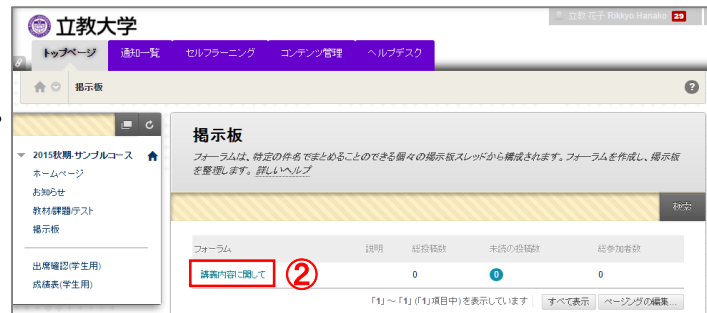 立教大学
立教 花子 Rikkyo Hanako 29
トップページ 通知一覧 セルフラーニング コンテンツ管理 ヘルプデスク
掲示板 ?
2015秋期-サンプルコース
ホームページ
お知らせ
教材/課題/テスト
掲示板
出席確認(学生用)
成績表(学生用)
掲示板
フォーラムは、特定の件名でまとめることのできる個々の掲示板スレッドから構成されます。フォーラムを作成し、掲示板
を整理します。詳しいヘルプ
検索
フォーラム 説明 総投稿数 未読の投稿数 総参加者数
講義内容に関して ② 0 0 0
「1」～「1」(「1」項目中)を表示しています すべて表示 ページングの編集...